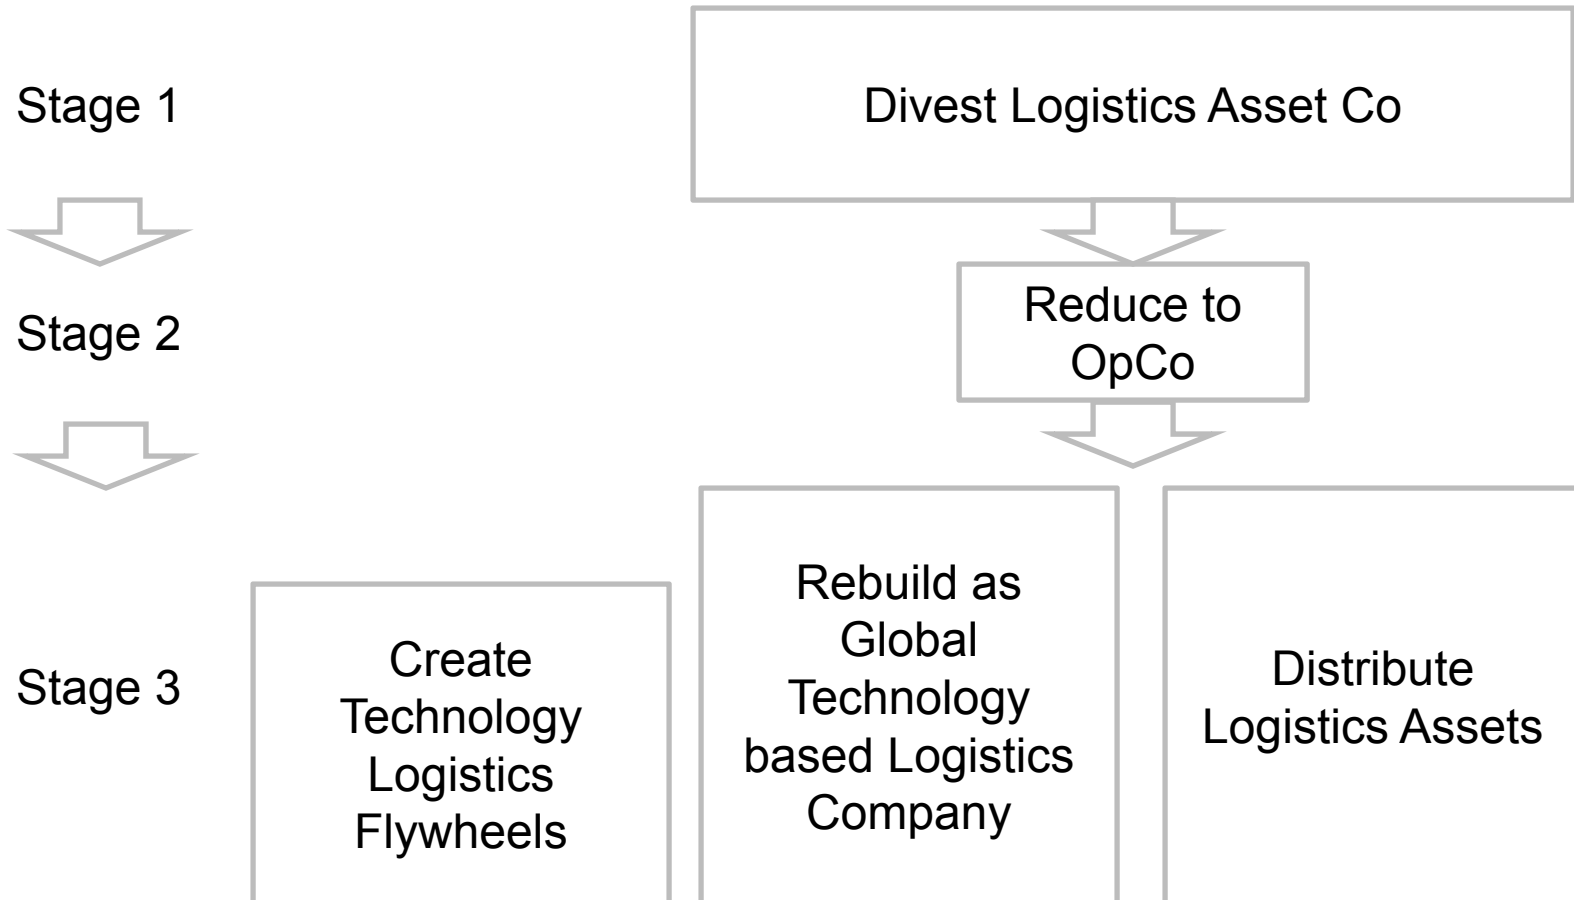 Stage 1
Divest Logistics Asset Co
Stage 2
Reduce to
OpCo
Stage 3
Create
Technology
Logistics
Flywheels
Rebuild as
Global
Technology
based Logistics
Company
Distribute
Logistics Assets